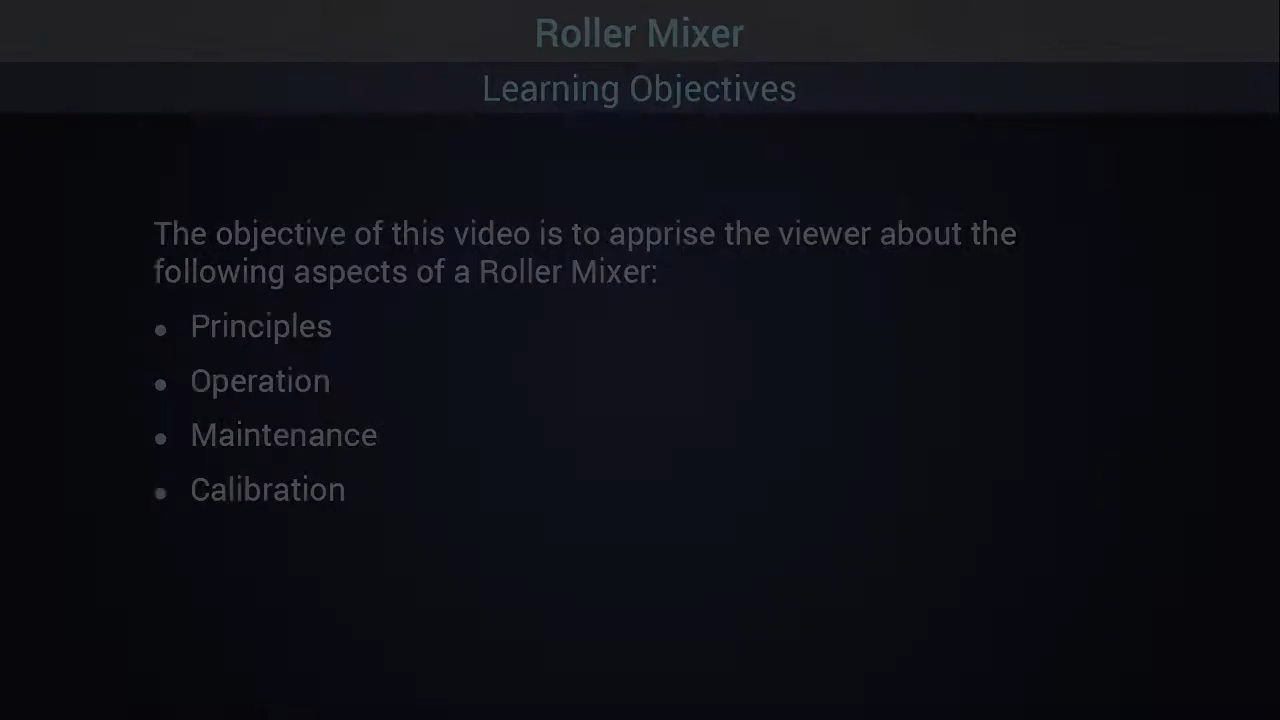 Roller Mixer
Learning Objectives
The objective of this video is to apprise the viewer about the
following aspects of a Roller Mixer:
• Principles
• Operation
• Maintenance
• Calibration